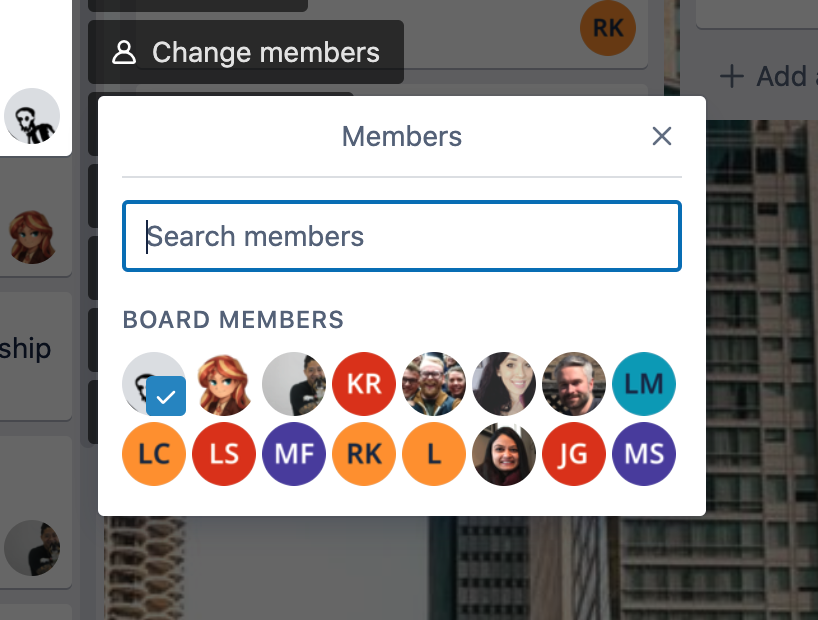 RK
Change members
+ Add
Members
Search members
ship
BOARD MEMBERS
KR LM
LC LS MF RK L JG MS